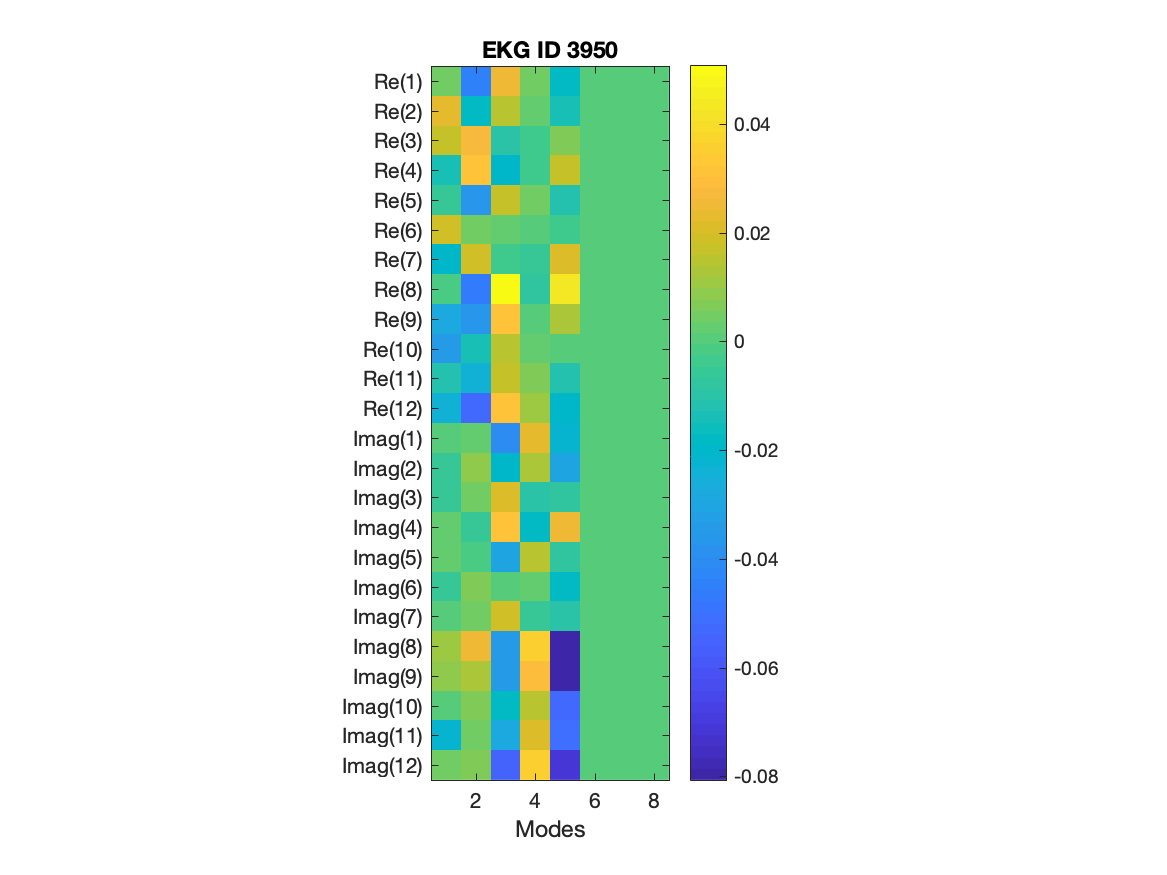 EKG ID 3950
Re(1)
Re(2)
Re(3)
Re(4)
Re(5)
Re(6)
Re(7)
Re(8)
Re(9)
Re(10)
Re(11)
Re(12)
Imag(1)
Imag(2)
Imag(3)
Imag(4)
Imag(5)
Imag(6)
Imag(7)
Imag(8)
Imag(9)
Imag(10)
Imag(11)
Imag(12)
2 4 6 8
Modes
0.04
0.02
0
-0.02
-0.04
-0.06
-0.08